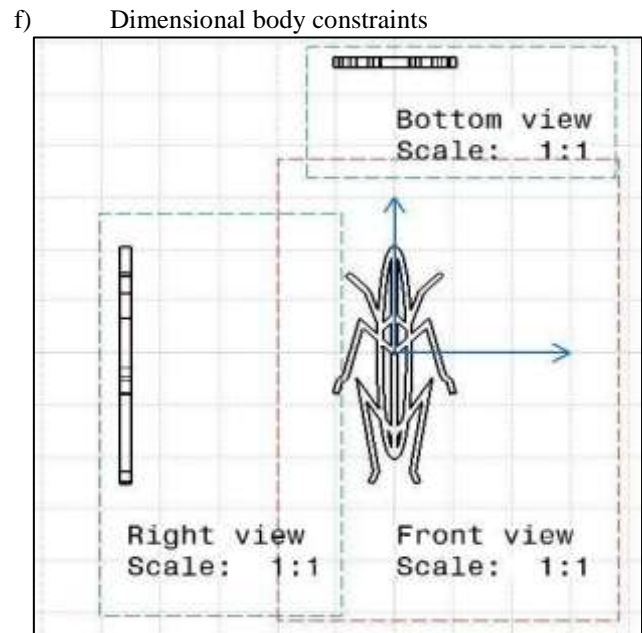 f) Dimensional body constraints
Bottom view
Scale: 1:1
Right view
Scale: 1:1
Front view
Scale: 1:1